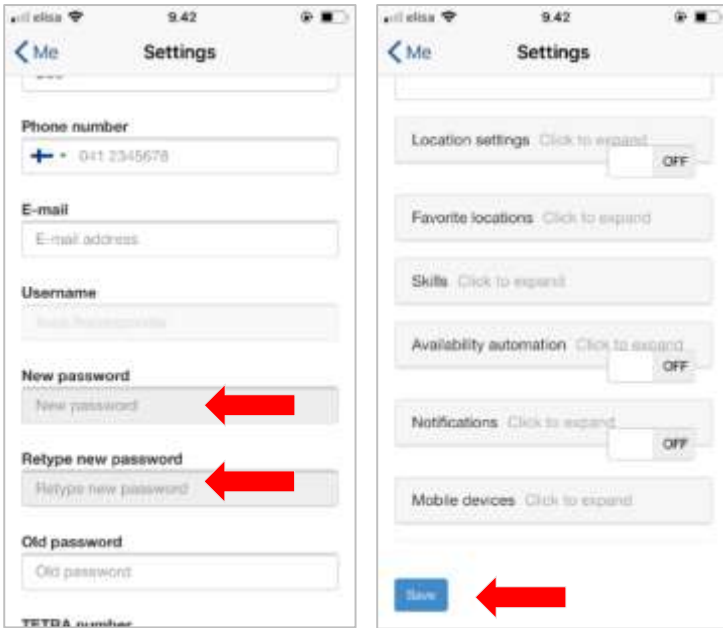 elisa 9.42
Me Settings
Phone number
041 2345678
E-mail
E-mail address
Username
New password
New password
Retype new password
Retype new password
Old password
Old password
TETRA number
elisa 9.42
Me Settings
Location settings Click to expand
OFF
Favorite locations Click to expand
Skills Click to expand
Availability automation Click to expand
OFF
Notifications Click to expand
OFF
Mobile devices Click to expand
Save